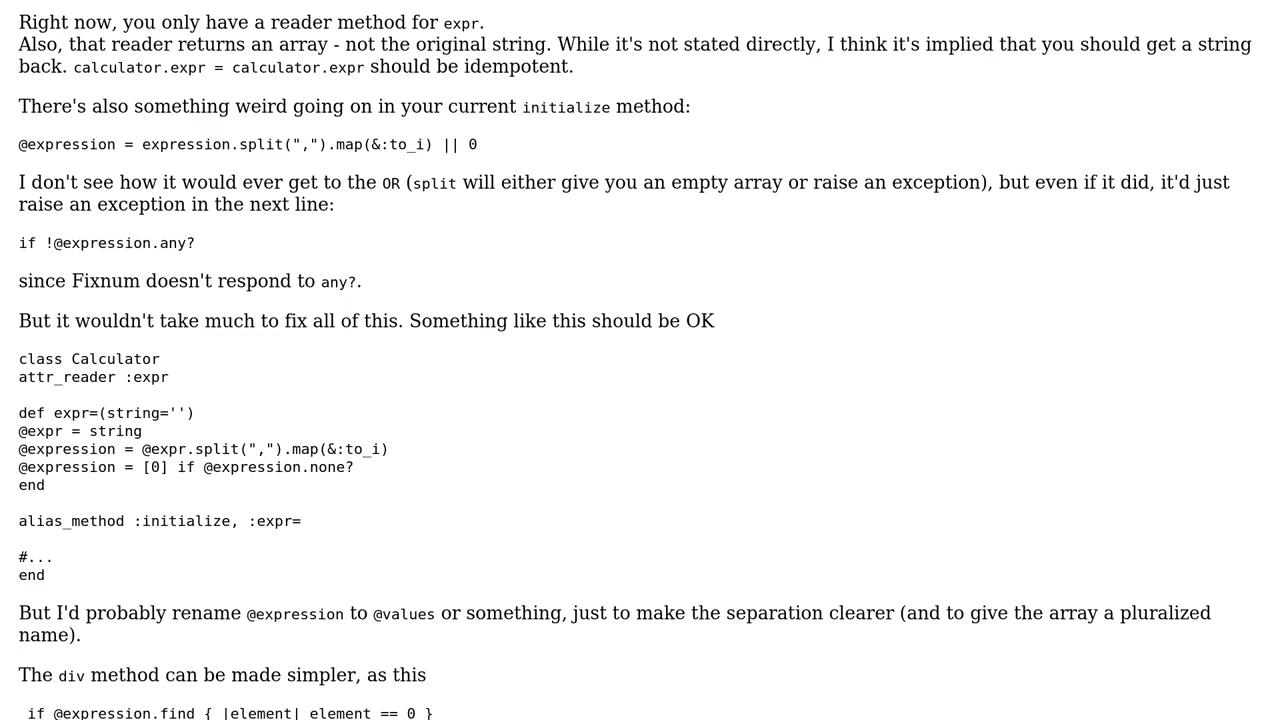 Right now, you only have a reader method for expr.
Also, that reader returns an array - not the original string. While it's not stated directly, I think it's implied that you should get a string
back. calculator.expr = calculator.expr should be idempotent.
There's also something weird going on in your current initialize method:
@expression = expression.split(",").map(&:to_i) || 0
I don't see how it would ever get to the OR (split will either give you an empty array or raise an exception), but even if it did, it'd just
raise an exception in the next line:
if !@expression.any?
since Fixnum doesn't respond to any?.
But it wouldn't take much to fix all of this. Something like this should be OK
class Calculator
attr_reader :expr
def expr=(string='')
@expr = string
@expression = @expr.split(",").map(&:to_i)
@expression = [0] if @expression.none?
end
alias_method :initialize, :expr=
#...
end
But I'd probably rename @expression to @values or something, just to make the separation clearer (and to give the array a pluralized
name).
The div method can be made simpler, as this
if @expression.find { |element| element == 0 }